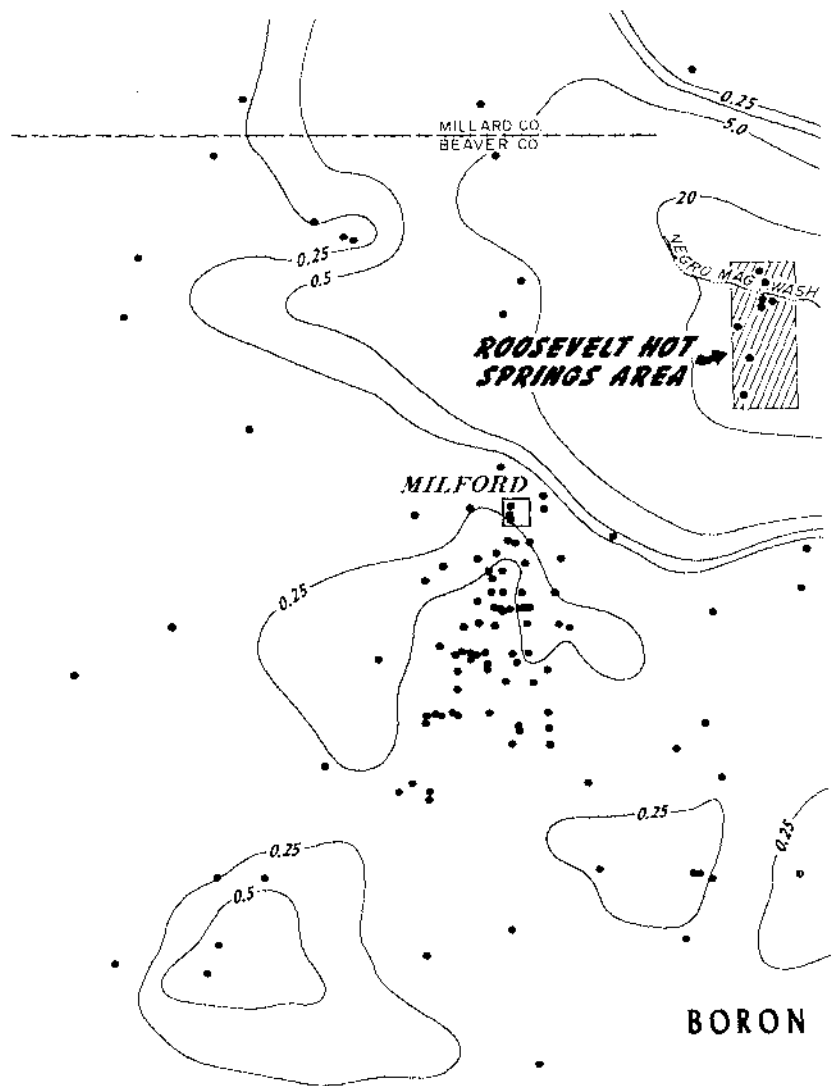 0.25
5.0
MILLARD CO.
BEAVER CO
20
0.25
0.5
NEGRO MAG WASH
ROOSEVELT HOT
SPRINGS AREA
MILFORD
0.25
0.25
0.25
0.25
0.5
BORON